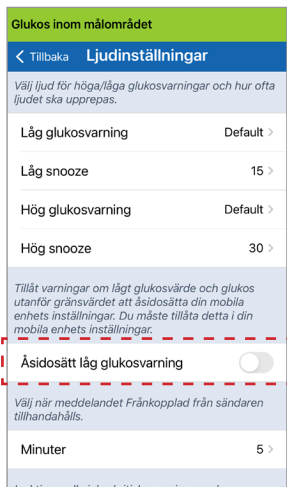 Glukos inom målområdet
Tillbaka Ljudinställningar
Välj ljud för höga/låga glukosvarningar och hur ofta
ljudet ska upprepas.
Låg glukosvarning Default
Låg snooze 15
Hög glukosvarning Default
Hög snooze 30
Tillåt varningar om lågt glukosvärde och glukos
utanför gränsvärdet att åsidosätta din mobila
enhets inställningar. Du måste tillåta detta i din
mobila enhets inställningar.
Åsidosätt låg glukosvarning
Välj när meddelandet Frånkopplad från sändaren
tillhandahålls.
Minuter 5